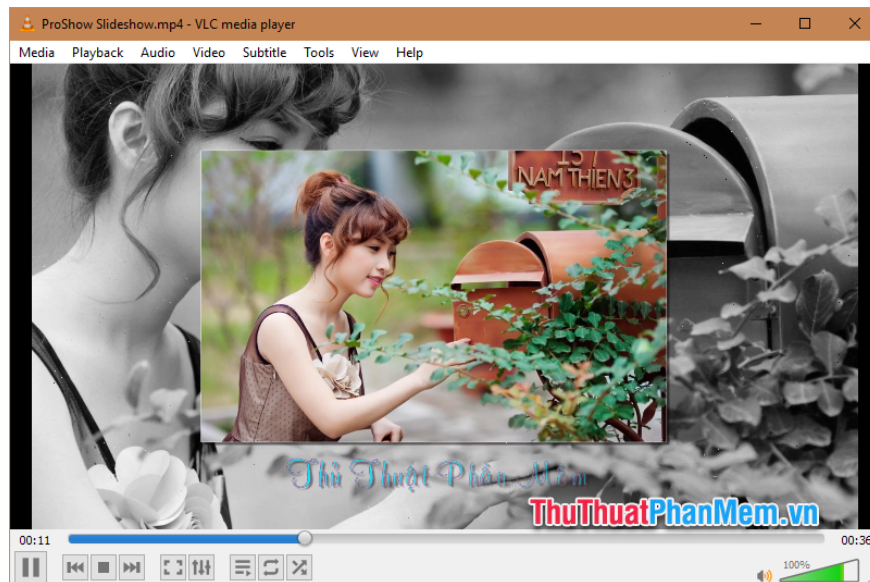 ProShow Slideshow.mp4 - VLC media player
Media Playback Audio Video Subtitle Tools View Help
157
NAM THIEN3
Thủ Thuật Phần Mềm
ThuThuatPhanMem.vn
00:11
00:36
100%